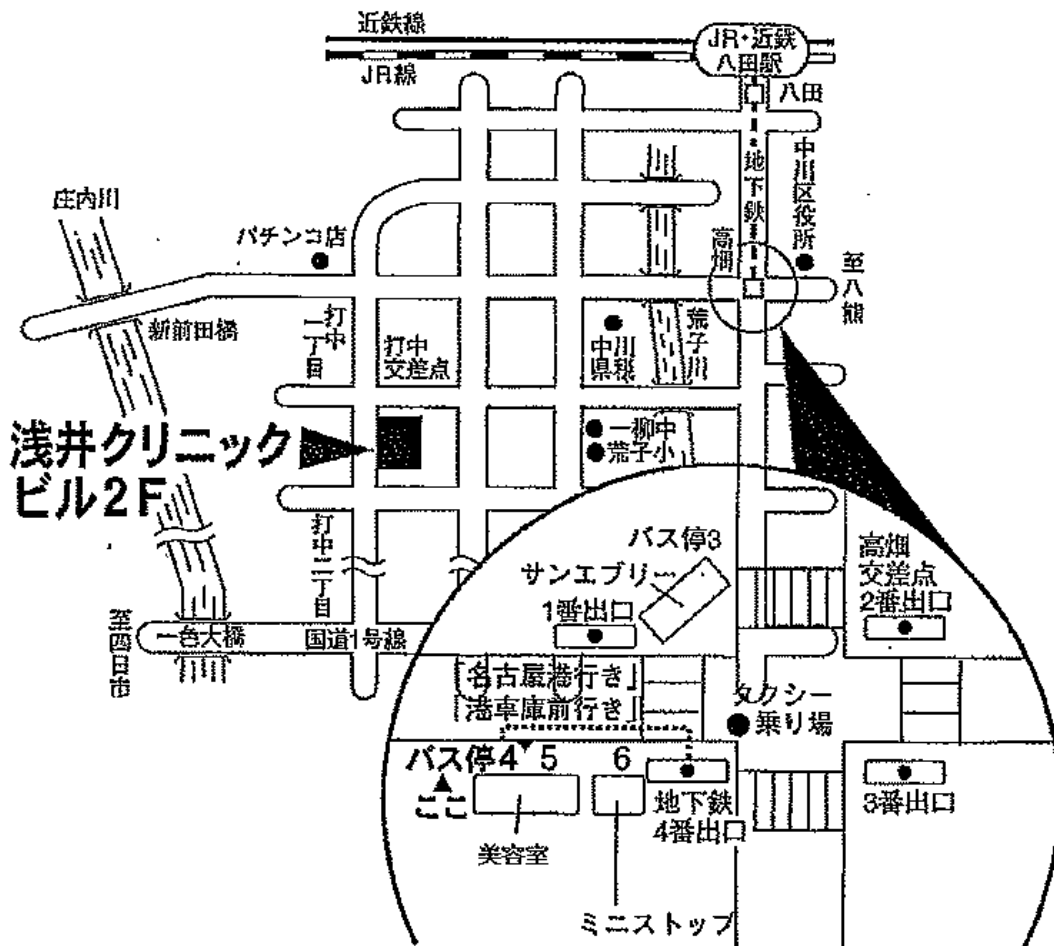 近鉄線
JR線
JR・近鉄
八田駅
八田
地下鉄
中川区役所
高畑
至八熊
庄内川
パチンコ店
新前田橋
打中
一丁目
打中
交差点
中川
県税
荒子川
浅井クリニック
ビル2F
一柳中
荒子小
打中二丁目
至四日市
一色大橋
国道1号線
バス停3
サンエブリー
1番出口
高畑
交差点
2番出口
「名古屋港行き」
「港車庫前行き」
タクシー
乗り場
バス停4
5
6
ここ
地下鉄
4番出口
3番出口
美容室
ミニストップ